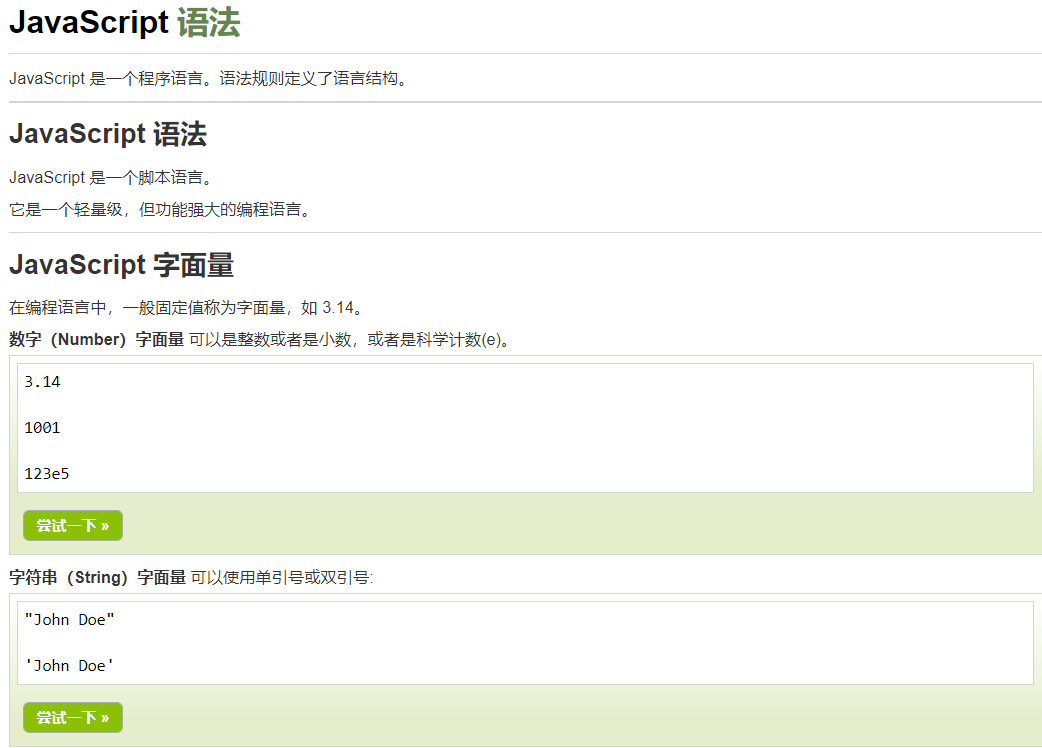 JavaScript 语法
JavaScript 是一个程序语言。语法规则定义了语言结构。
JavaScript 语法
JavaScript 是一个脚本语言。
它是一个轻量级，但功能强大的编程语言。
JavaScript 字面量
在编程语言中，一般固定值称为字面量，如 3.14。
数字（Number）字面量 可以是整数或者是小数，或者是科学计数(e)。
3.14
1001
123e5
尝试一下 »
字符串（String）字面量 可以使用单引号或双引号:
"John Doe"
'John Doe'
尝试一下 »